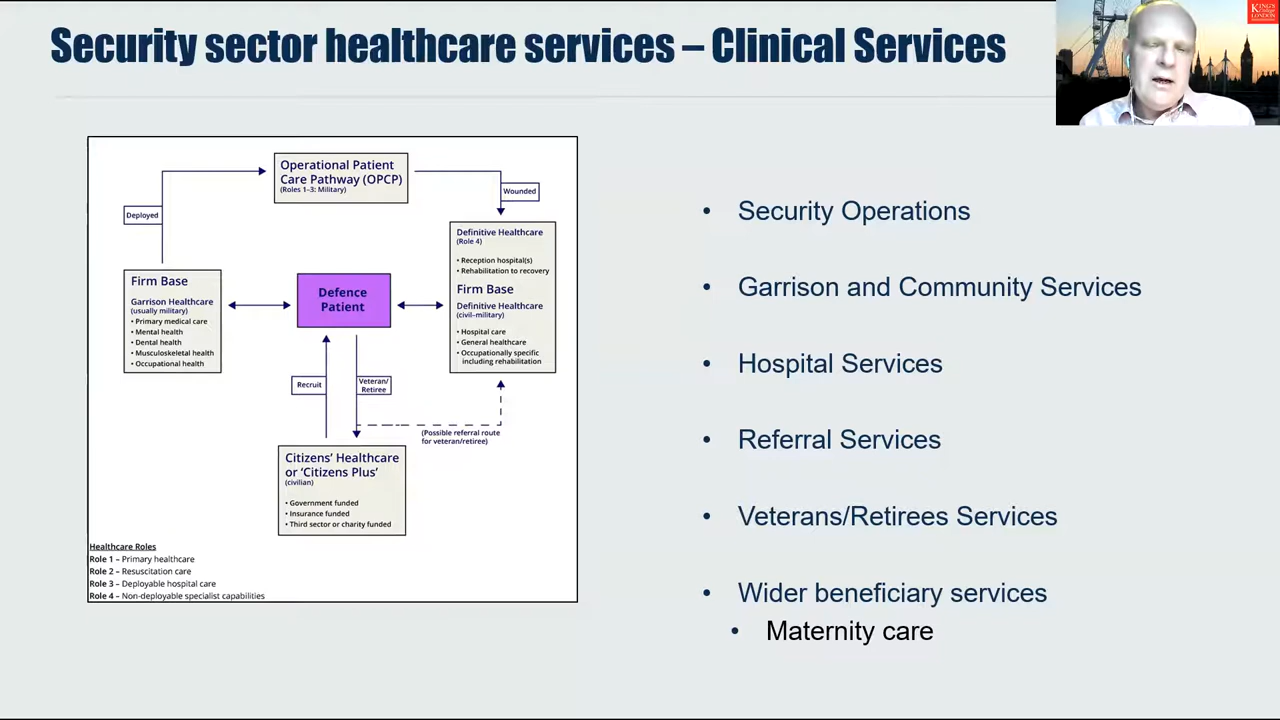 Security sector healthcare services – Clinical Services
KING'S
College
LONDON
Operational Patient
Care Pathway (OPCP)
(Roles 1–3: Military)
Deployed
Wounded
Definitive Healthcare
(Role 4)
• Reception hospital(s)
• Rehabilitation to recovery
Firm Base
Definitive Healthcare
(civil–military)
• Hospital care
• General healthcare
• Occupationally specific
including rehabilitation
Firm Base
Garrison Healthcare
(usually military)
• Primary medical care
• Mental health
• Dental health
• Musculoskeletal health
• Occupational health
Defence
Patient
Recruit
Veteran/
Retiree
(Possible referral route
for veteran/retiree)
Citizens' Healthcare
or 'Citizens Plus'
(civilian)
• Government funded
• Insurance funded
• Third sector or charity funded
Healthcare Roles
Role 1 – Primary healthcare
Role 2 – Resuscitation care
Role 3 – Deployable hospital care
Role 4 – Non-deployable specialist capabilities
• Security Operations
• Garrison and Community Services
• Hospital Services
• Referral Services
• Veterans/Retirees Services
• Wider beneficiary services
• Maternity care